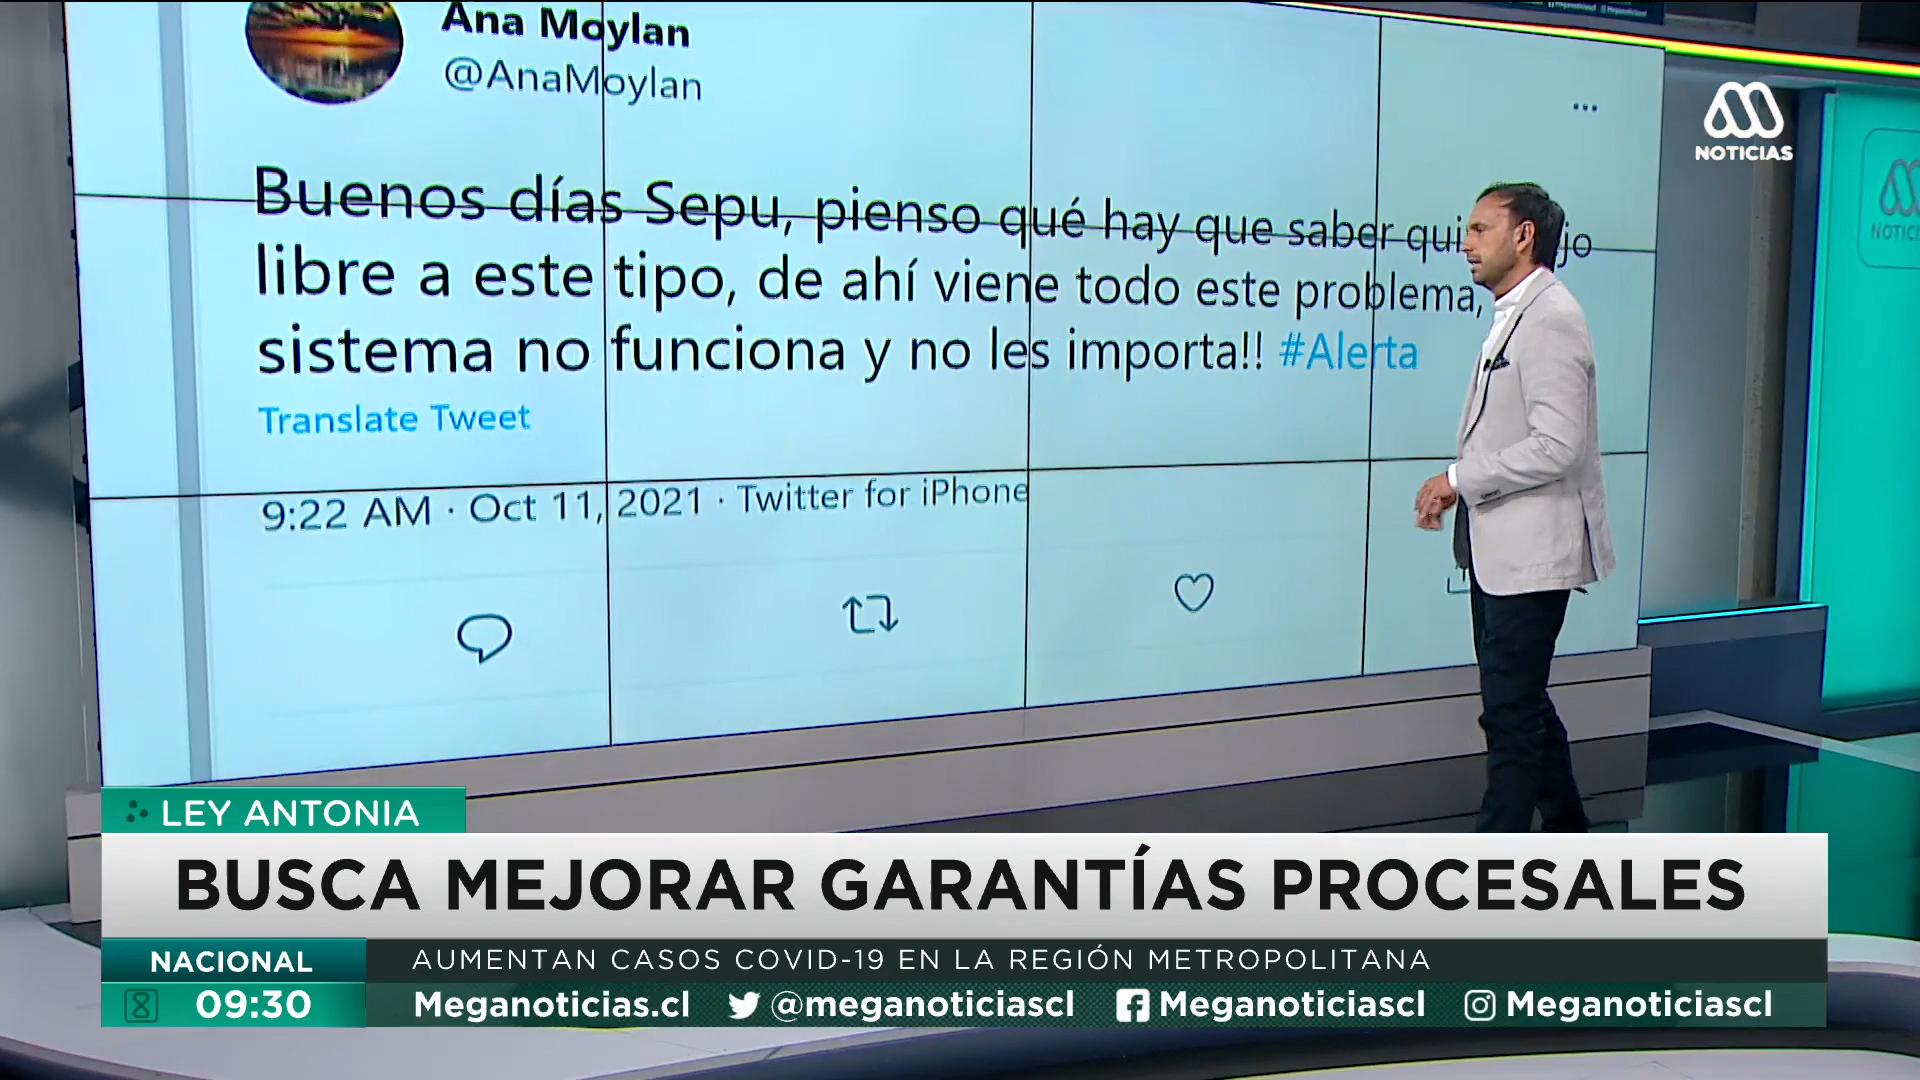 Ana Moylan
@AnaMoylan
NOTICIAS
Buenos días Sepu, pienso qué hay que saber
libre a este tipo, de ahí viene todo este problema,
sistema no funciona y no les importa!! #Alerta
Translate Tweet
9:22 AM · Oct 11, 2021 · Twitter for iPhone
LEY ANTONIA
BUSCA MEJORAR GARANTÍAS PROCESALES
NACIONAL
AUMENTAN CASOS COVID-19 EN LA REGIÓN METROPOLITANA
09:30
Meganoticias.cl @meganoticiascl Meganoticiascl Meganoticiascl